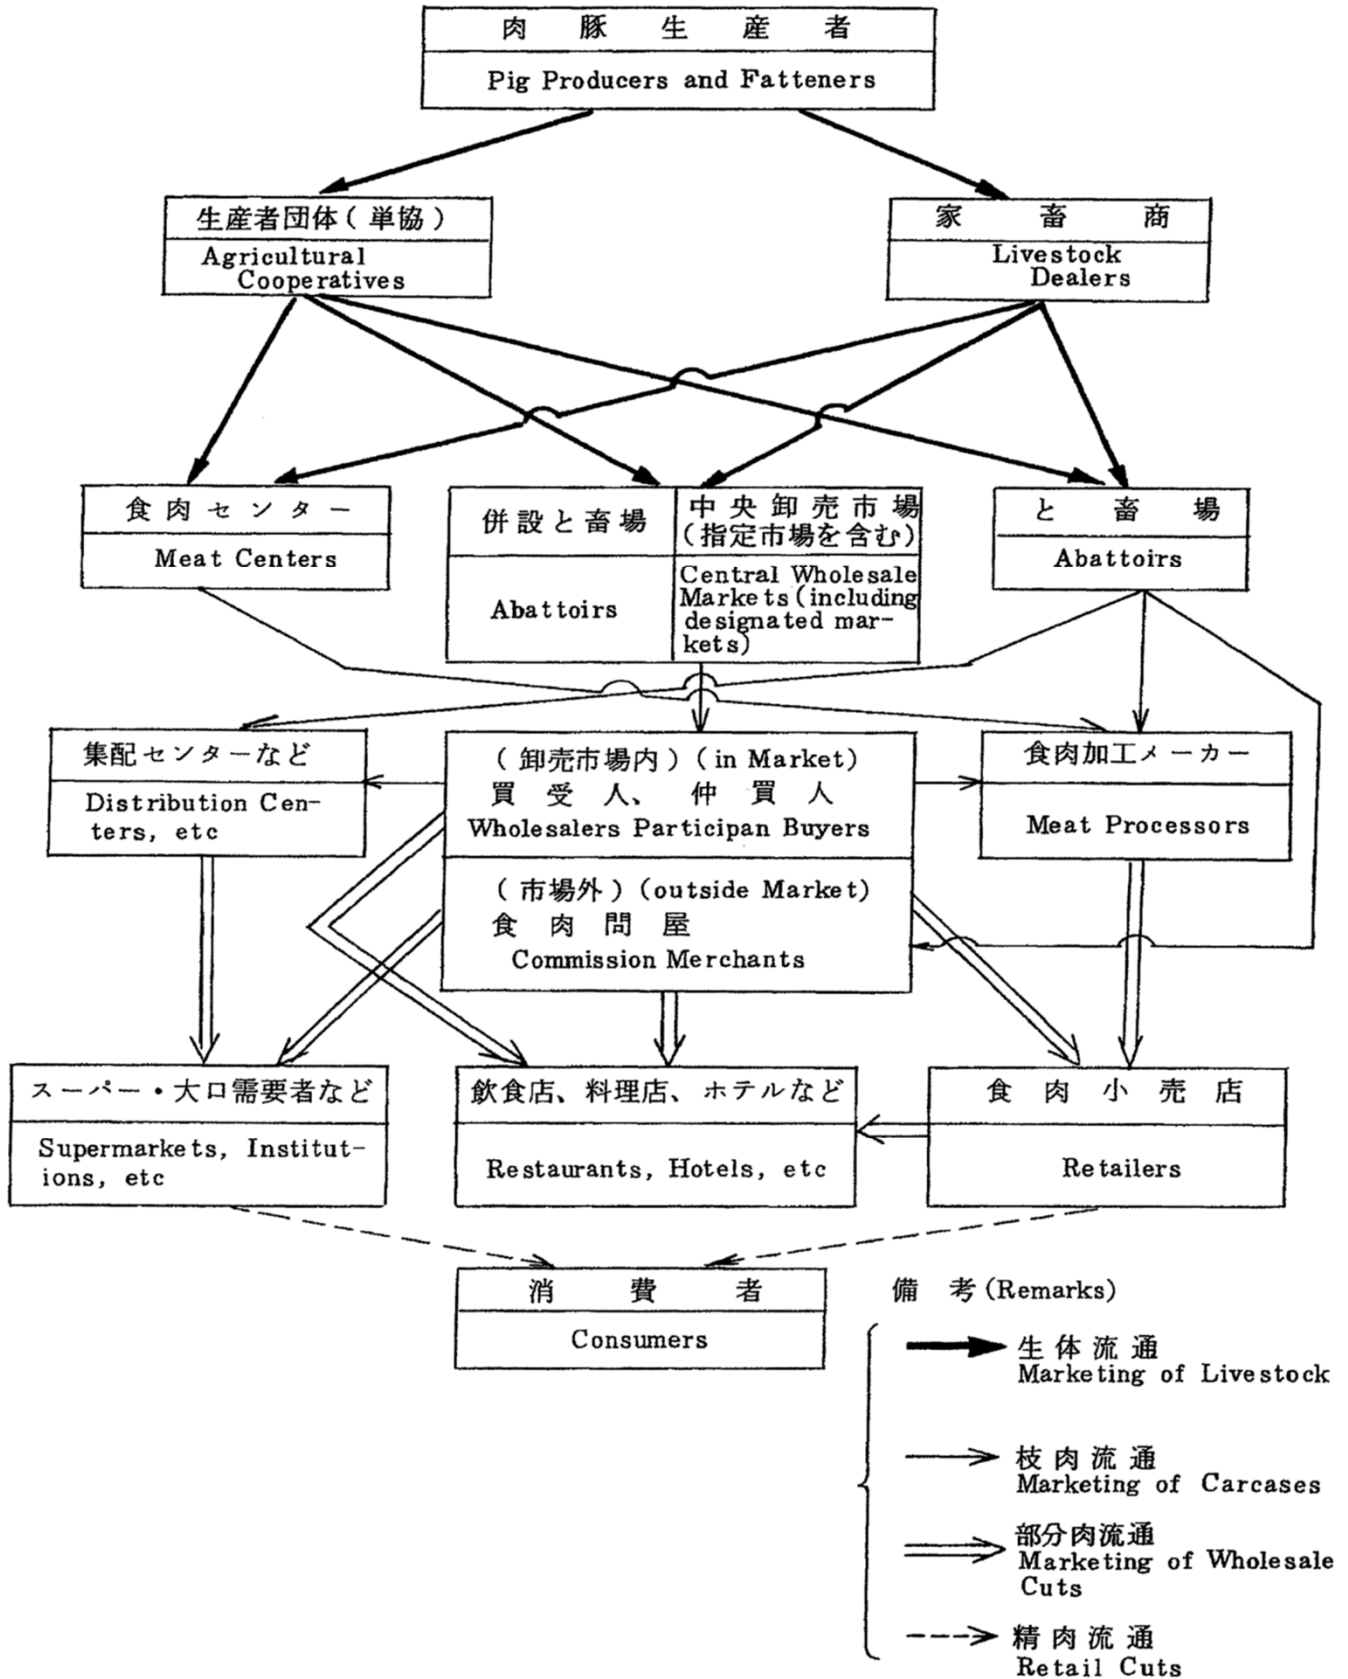 肉豚生産者
Pig Producers and Fatteners
生産者団体(単協)
Agricultural
Cooperatives
家畜商
Livestock
Dealers
食肉センター
Meat Centers
併設と畜場
Abattoirs
中央卸売市場
(指定市場を含む)
Central Wholesale
Markets(including
designated mar-
kets)
と畜場
Abattoirs
集配センターなど
Distribution Cen-
ters, etc
(卸売市場内)(in Market)
買受人、仲買人
Wholesalers Participan Buyers
(市場外)(outside Market)
食肉問屋
Commission Merchants
食肉加工メーカー
Meat Processors
スーパー・大口需要者など
Supermarkets, Institut-
ions, etc
飲食店、料理店、ホテルなど
Restaurants, Hotels, etc
食肉小売店
Retailers
消費者
Consumers
備考(Remarks)
生体流通
Marketing of Livestock
枝肉流通
Marketing of Carcases
部分肉流通
Marketing of Wholesale
Cuts
精肉流通
Retail Cuts